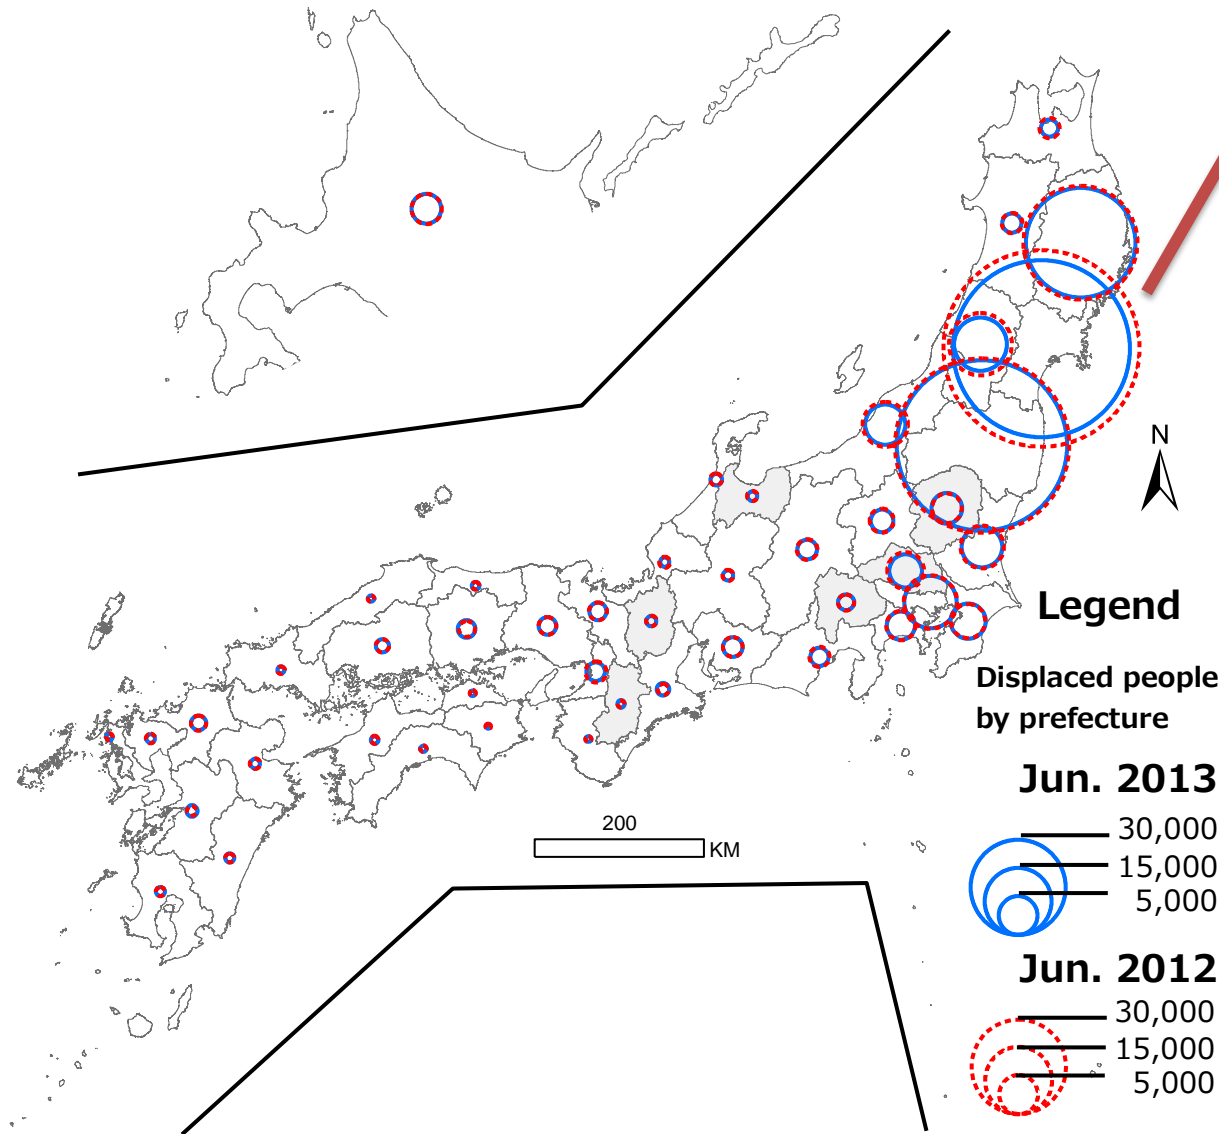 N
Legend
Displaced people
by prefecture
Jun. 2013
30,000
15,000
5,000
200
KM
Jun. 2012
30,000
15,000
5,000